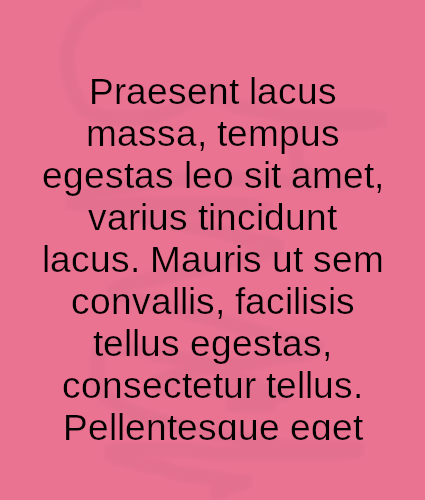 Praesent lacus
massa, tempus
egestas leo sit amet,
varius tincidunt
lacus. Mauris ut sem
convallis, facilisis
tellus egestas,
consectetur tellus.
Pellentesque eget